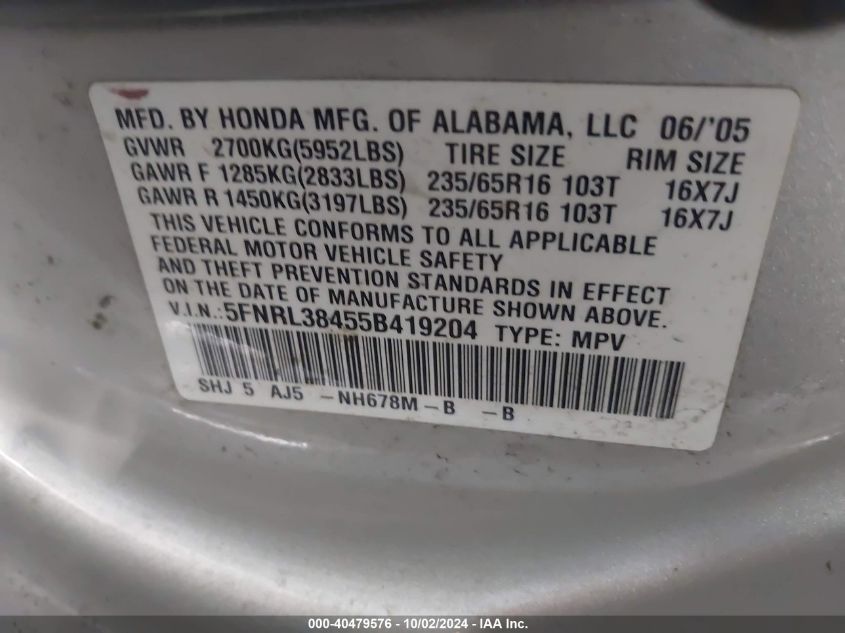 MFD. BY HONDA MFG. OF ALABAMA, LLC 06/'05
GVWR 2700KG(5952LBS) TIRE SIZE RIM SIZE
GAWR F 1285KG(2833LBS) 235/65R16 103T 16X7J
GAWR R 1450KG(3197LBS) 235/65R16 103T 16X7J
THIS VEHICLE CONFORMS TO ALL APPLICABLE
FEDERAL MOTOR VEHICLE SAFETY
AND THEFT PREVENTION STANDARDS IN EFFECT
ON THE DATE OF MANUFACTURE SHOWN ABOVE.
V.I.N.:5FNRL38455B419204 TYPE: MPV
SHJ 5 AJ5 -NH678M-B -B
000-40479576 - 10/02/2024 - IAA Inc.